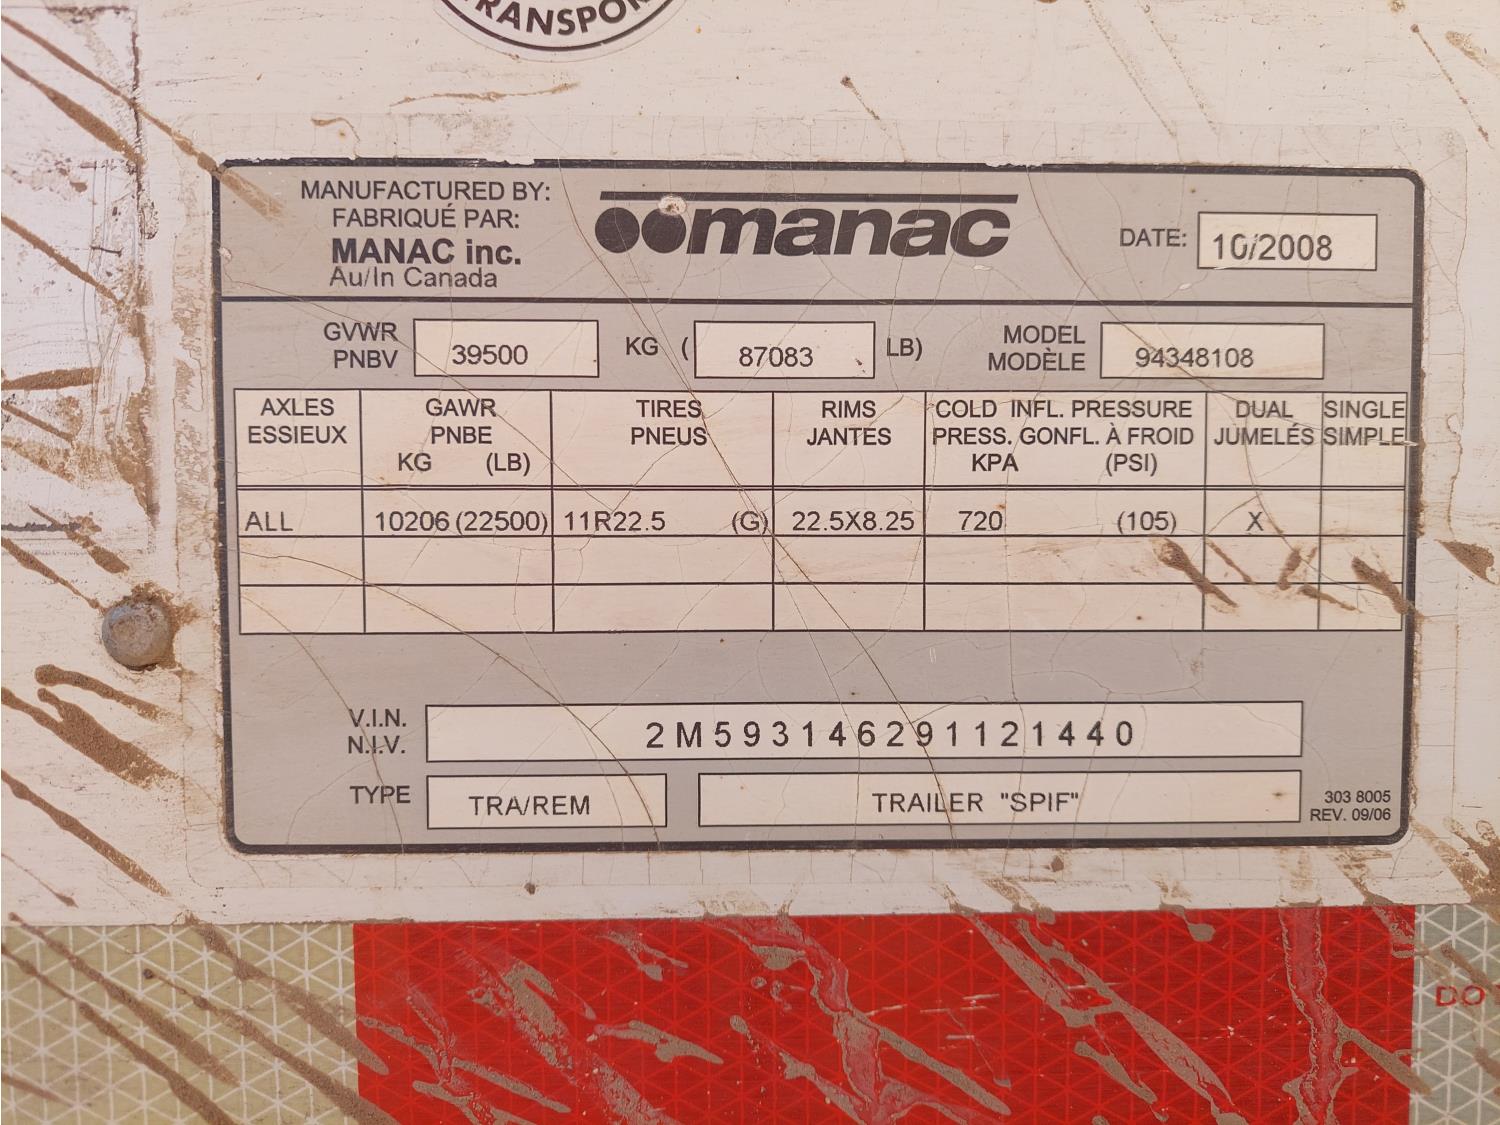 TRANSPOR
MANUFACTURED BY:
FABRIQUÉ PAR:
MANAC inc.
Au/In Canada
manac
DATE: 10/2008
GVWR
PNBV
39500 KG ( 87083 LB)
MODEL
MODÈLE
94348108
AXLES
ESSIEUX
GAWR
PNBE
KG (LB)
TIRES
PNEUS
RIMS
JANTES
COLD INFL. PRESSURE
PRESS. GONFL. À FROID
KPA (PSI)
DUAL
JUMELÉS
SINGLE
SIMPLE
ALL 10206 (22500) 11R22.5 (G) 22.5X8.25 720 (105) X
V.I.N.
N.I.V.
2M593146291121440
TYPE TRA/REM TRAILER "SPIF"
303 8005
REV. 09/06
DO